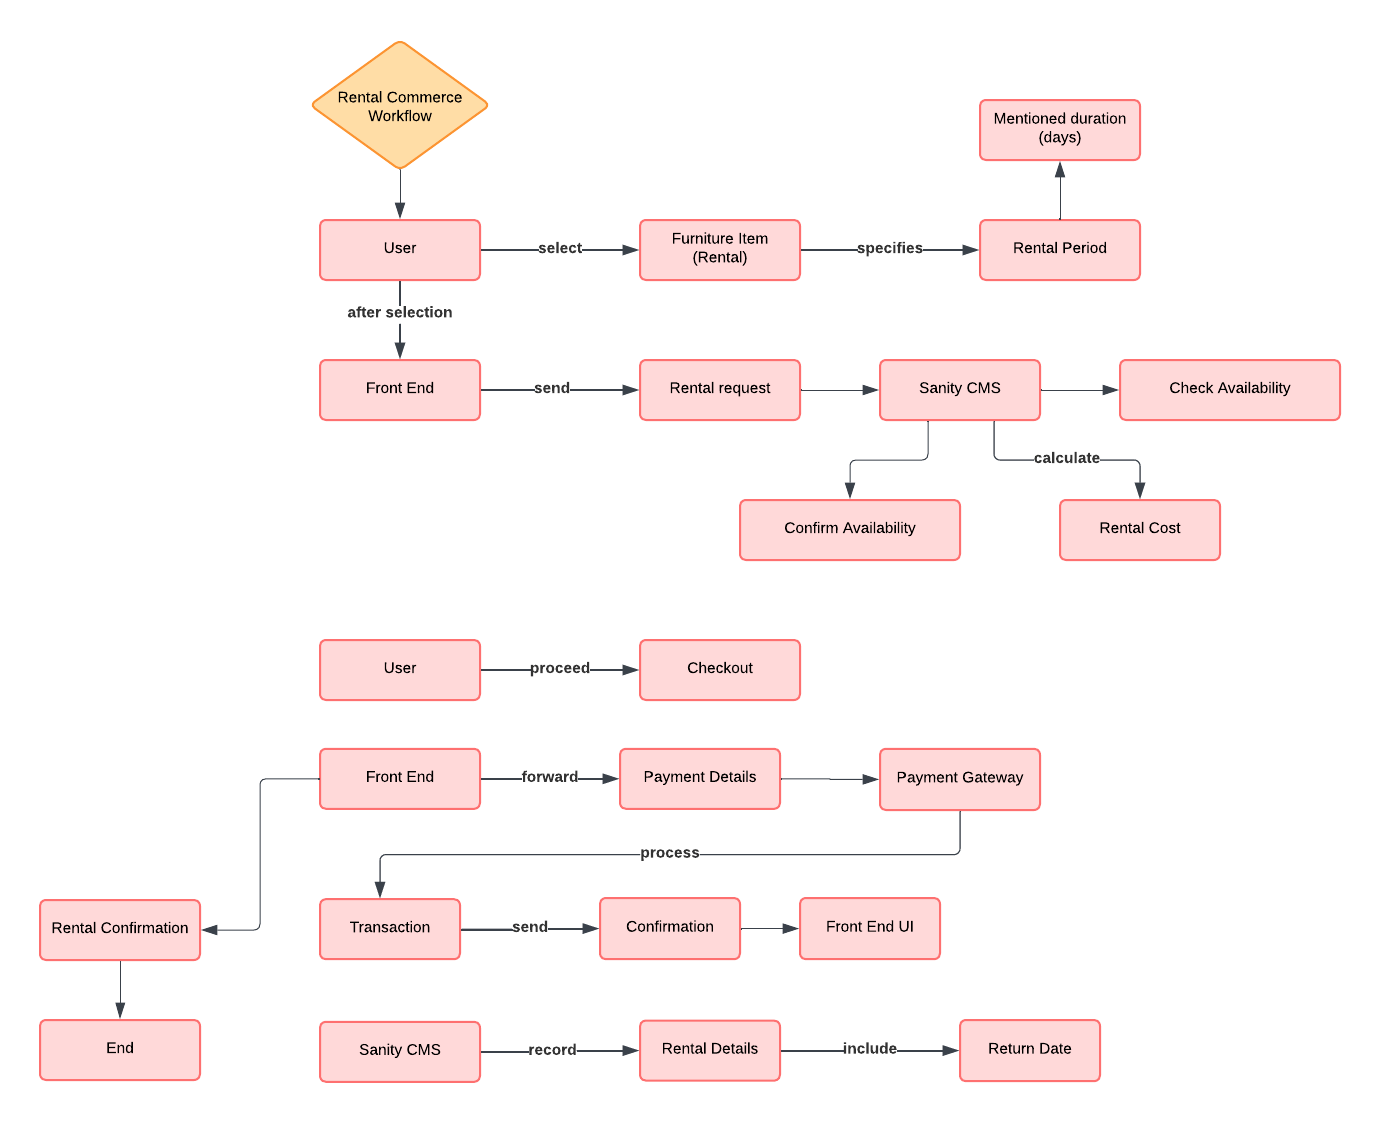 Rental Commerce
Workflow
Mentioned duration
(days)
User
select
Furniture Item
(Rental)
specifies
Rental Period
after selection
Front End
send
Rental request
Sanity CMS
Check Availability
calculate
Confirm Availability
Rental Cost
User
proceed
Checkout
Front End
forward
Payment Details
Payment Gateway
process
Rental Confirmation
Transaction
send
Confirmation
Front End UI
End
Sanity CMS
record
Rental Details
include
Return Date